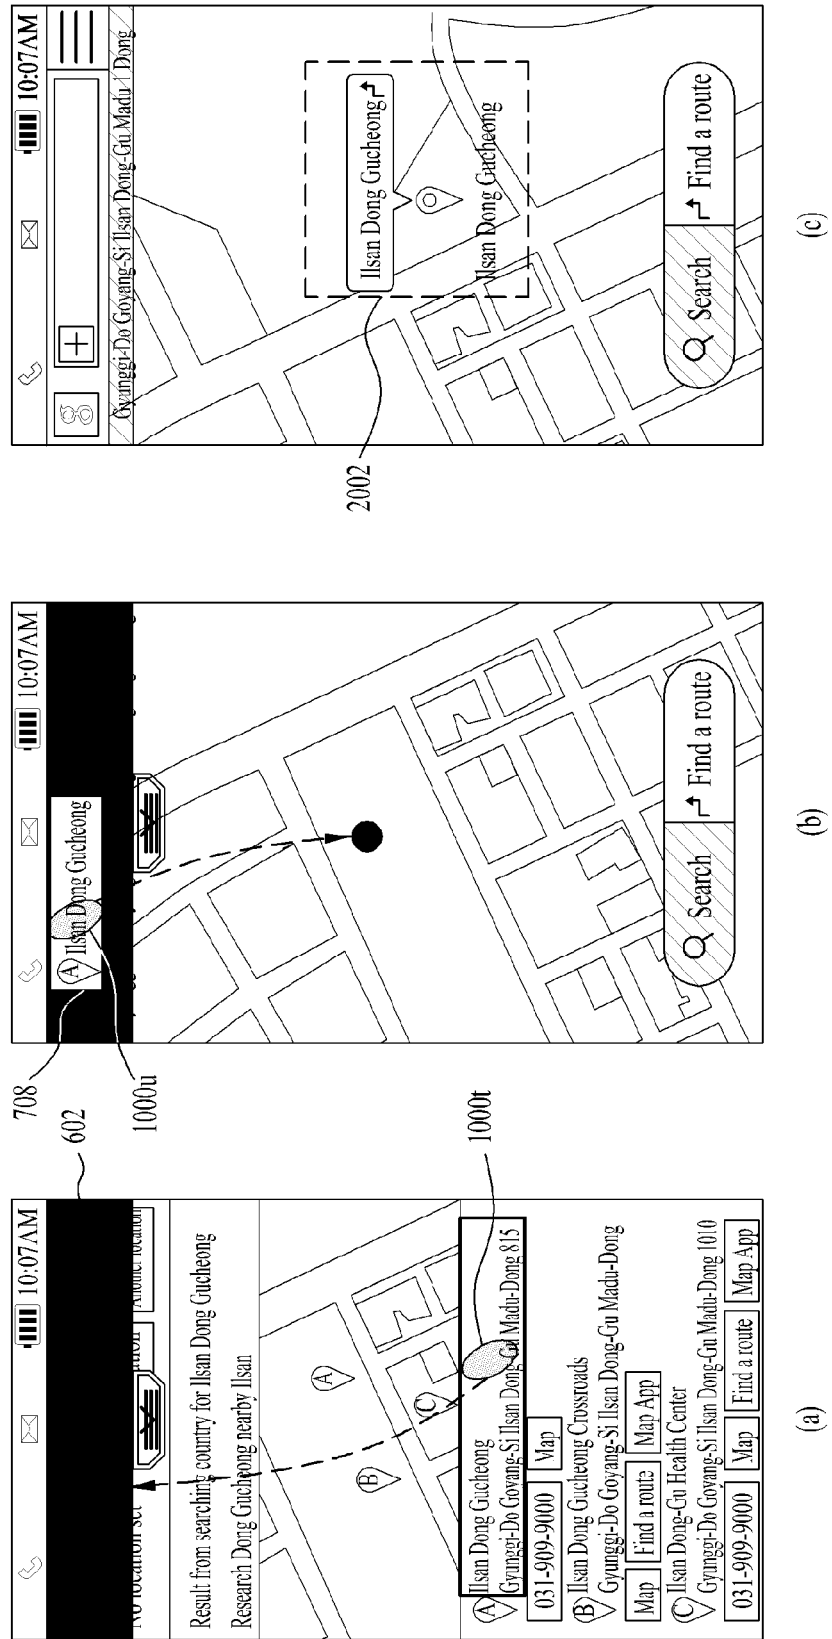 10:07AM
602
No location set
Another location
Result from searching country for Ilsan Dong Gucheong
Research Dong Gucheong nearby Ilsan
A
B
C
A Ilsan Dong Gucheong
Gyunggi-Do Goyang-Si Ilsan Dong-Gu Madu-Dong 815
1000t
031-909-9000 Map
B Ilsan Dong Gucheong Crossroads
Gyunggi-Do Goyang-Si Ilsan Dong-Gu Madu-Dong
Map Find a route Map App
C Ilsan Dong-Gu Health Center
Gyunggi-Do Goyang-Si Ilsan Dong-Gu Madu-Dong 1010
031-909-9000 Map Find a route Map App
(a)
10:07AM
708
A Ilsan Dong Gucheong
1000u
Search Find a route
(b)
10:07AM
g +
Gyunggi-Do Goyang-Si Ilsan Dong-Gu Madu 1 Dong
2002
Ilsan Dong Gucheong
Ilsan Dong Gucheong
Search Find a route
(c)